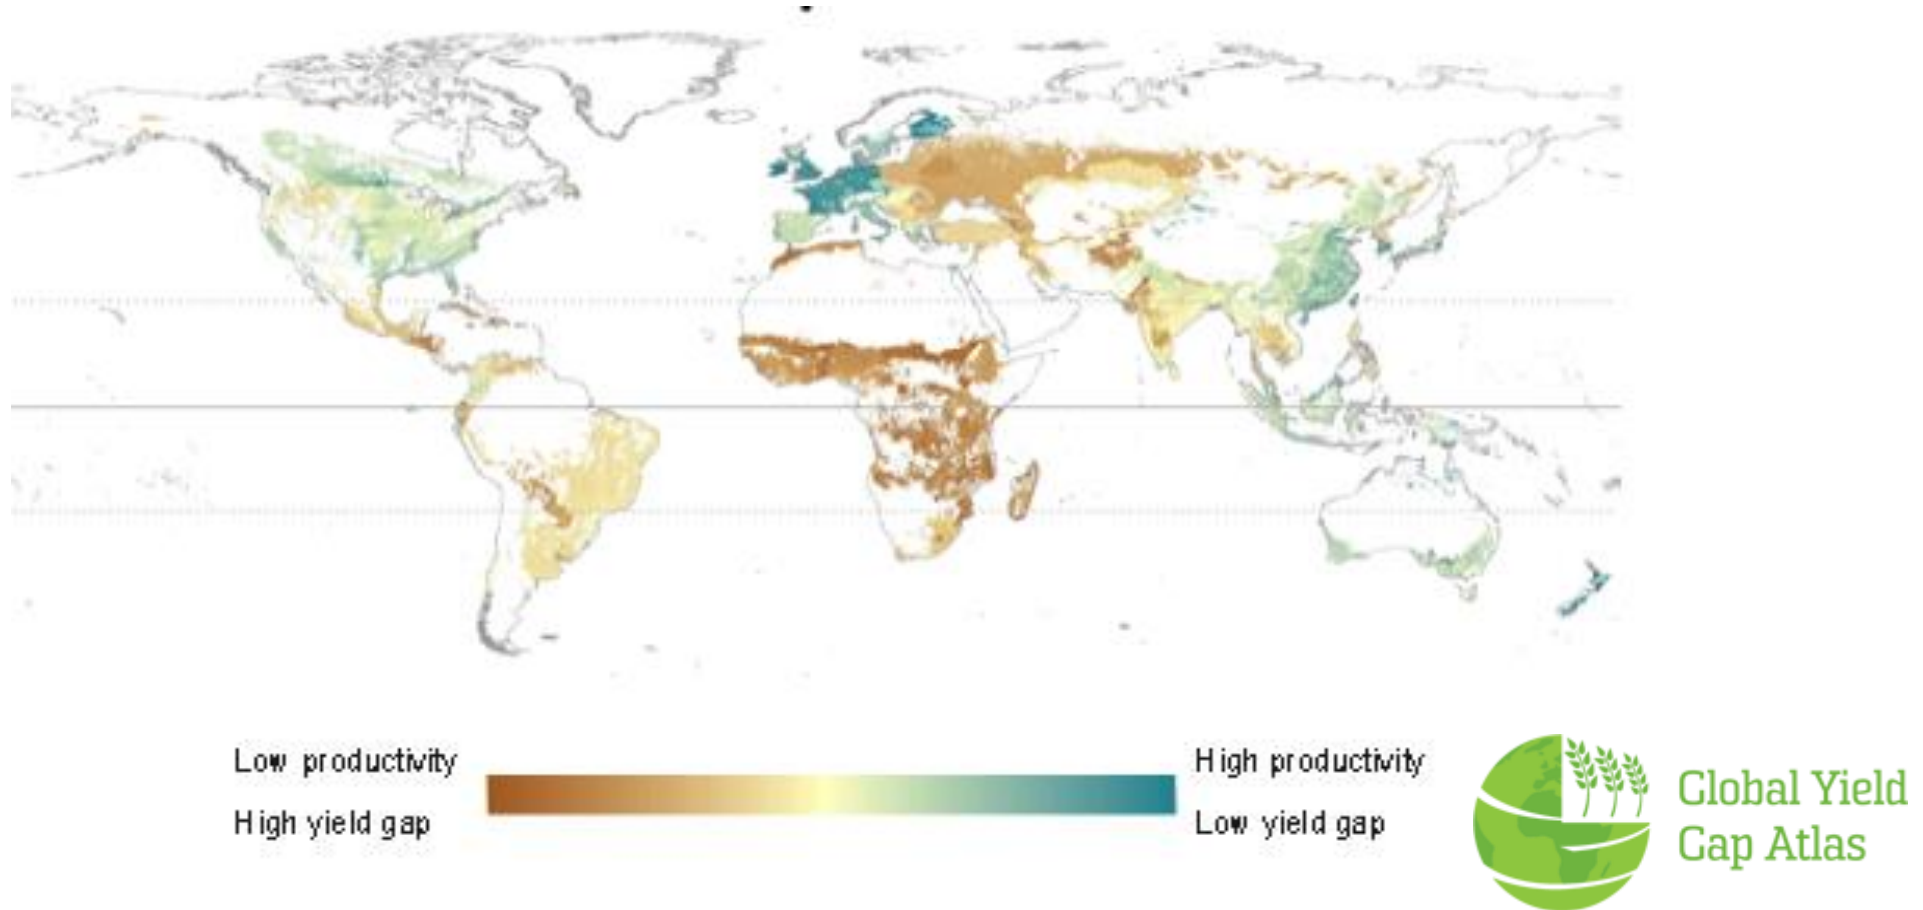 Low productivity
High yield gap
High productivity
Low yield gap
Global Yield
Gap Atlas